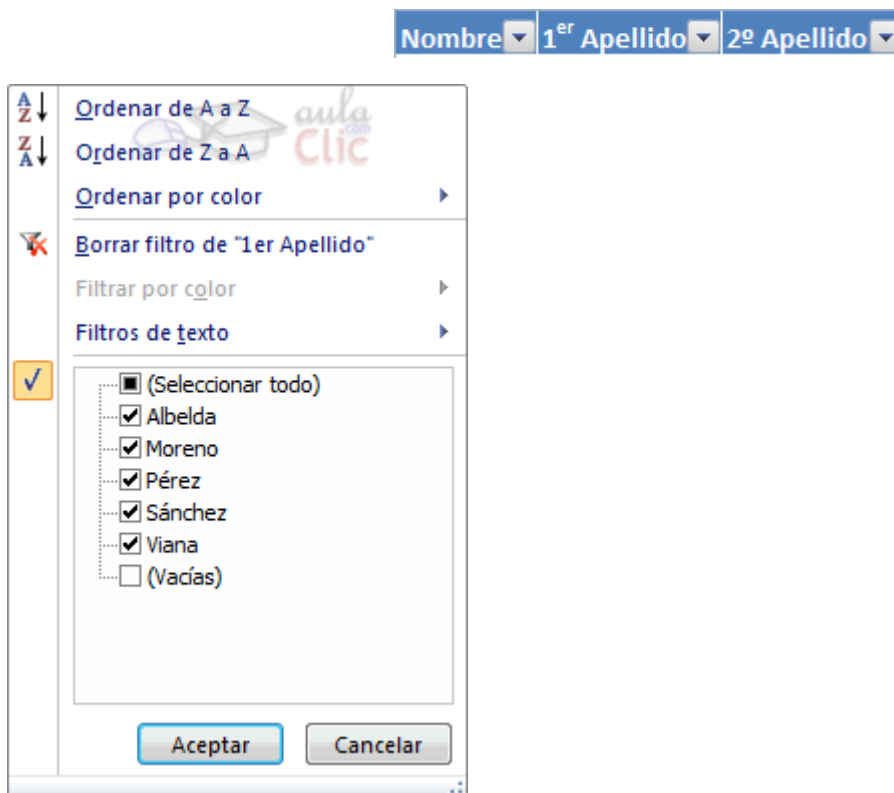 Nombre 1er Apellido 2º Apellido
Ordenar de A a Z
aula
.com
Clic
Ordenar de Z a A
Ordenar por color
Borrar filtro de "1er Apellido"
Filtrar por color
Filtros de texto
(Seleccionar todo)
Albelda
Moreno
Pérez
Sánchez
Viana
(Vacías)
Aceptar Cancelar